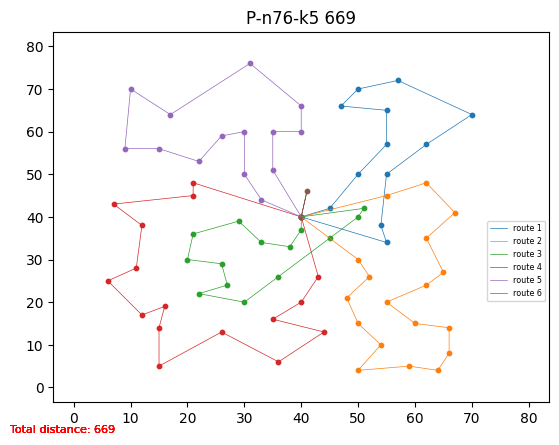 P-n76-k5 669
80
70
60
50
40
30
20
10
0
0 10 20 30 40 50 60 70 80
route 1
route 2
route 3
route 4
route 5
route 6
Total distance: 669